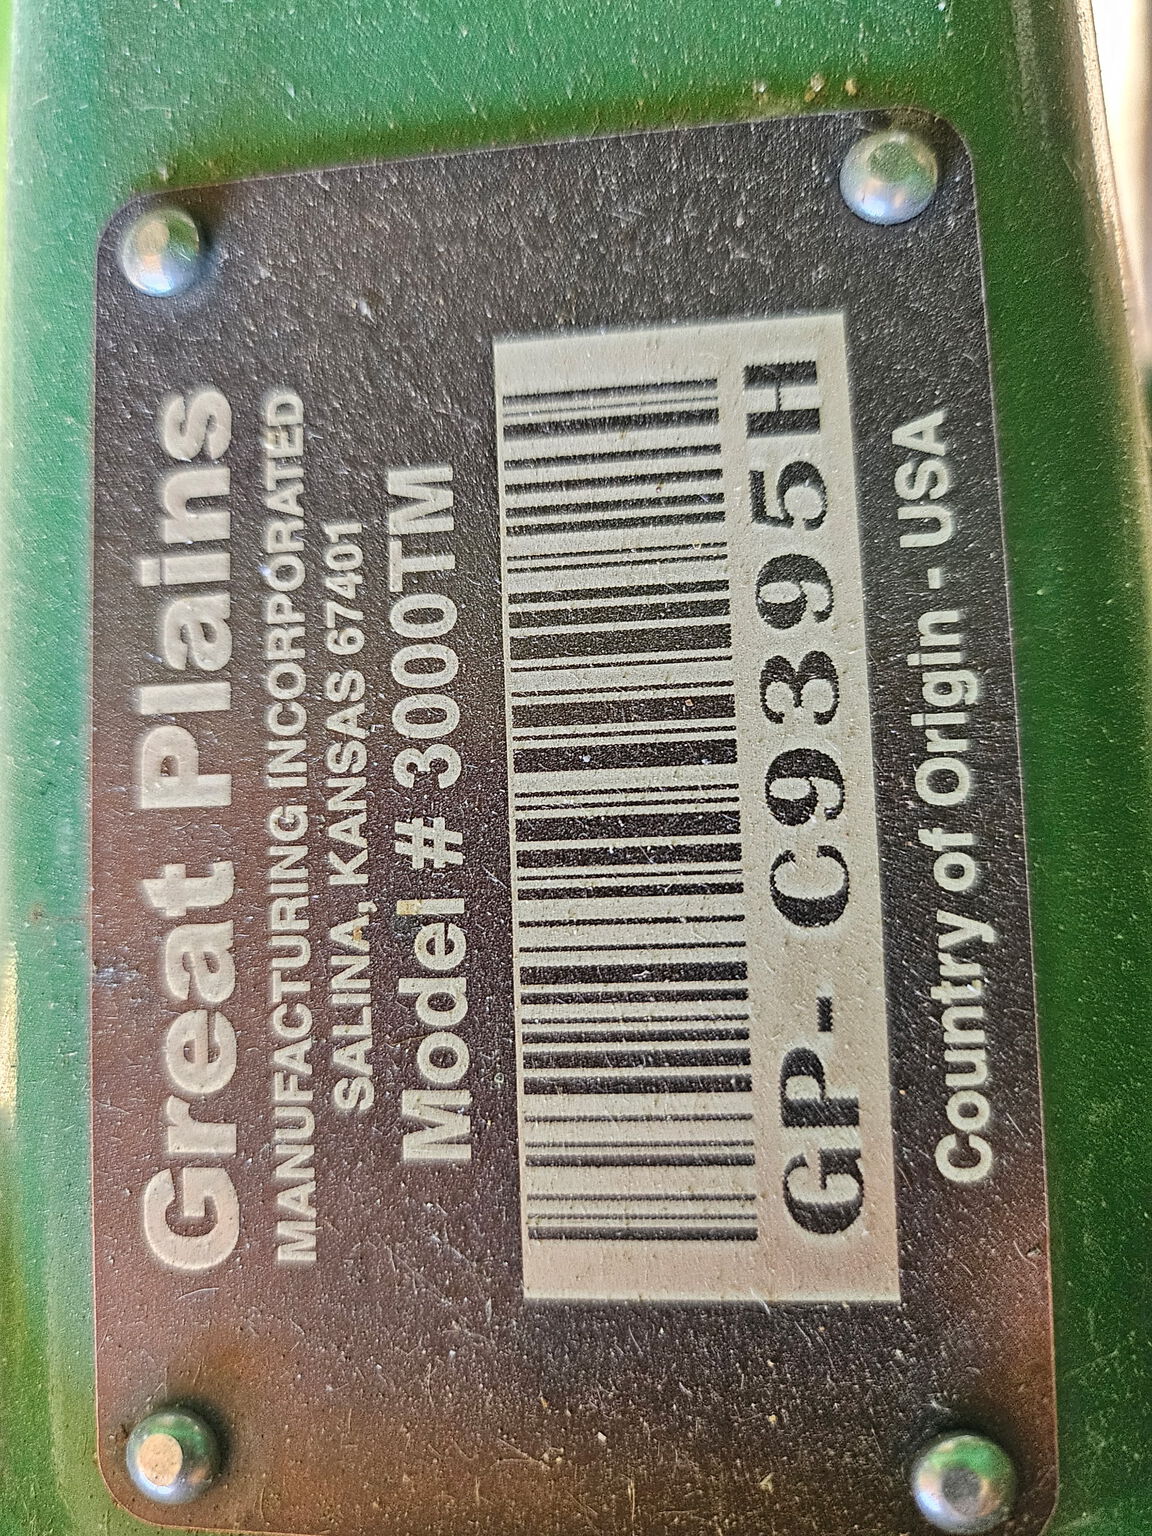 Great Plains
MANUFACTURING INCORPORATED
SALINA, KANSAS 67401
Model # 3000TM
GP- C9395H
Country of Origin - USA